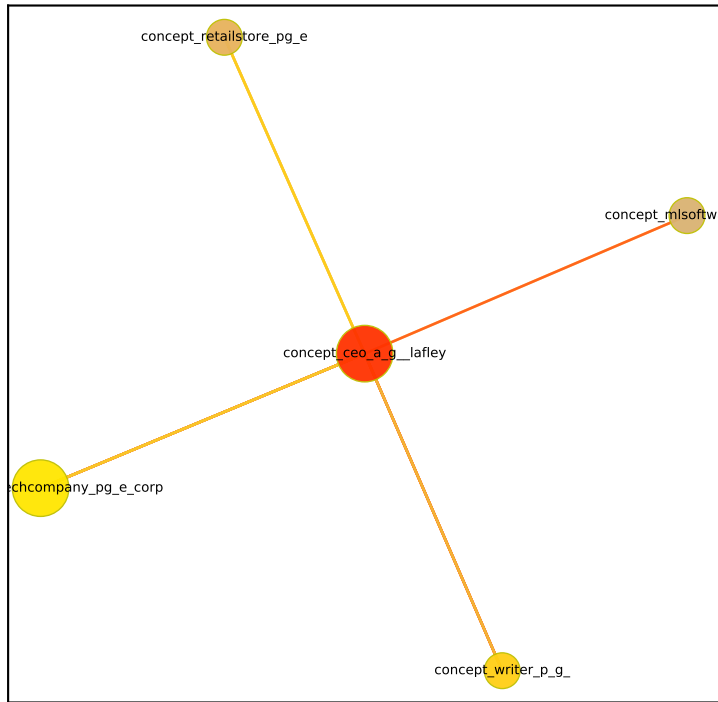 concept_retailstore_pg_e
concept_mlsoftw
concept_ceo_a_g__lafley
echcompany_pg_e_corp
concept_writer_p_g_